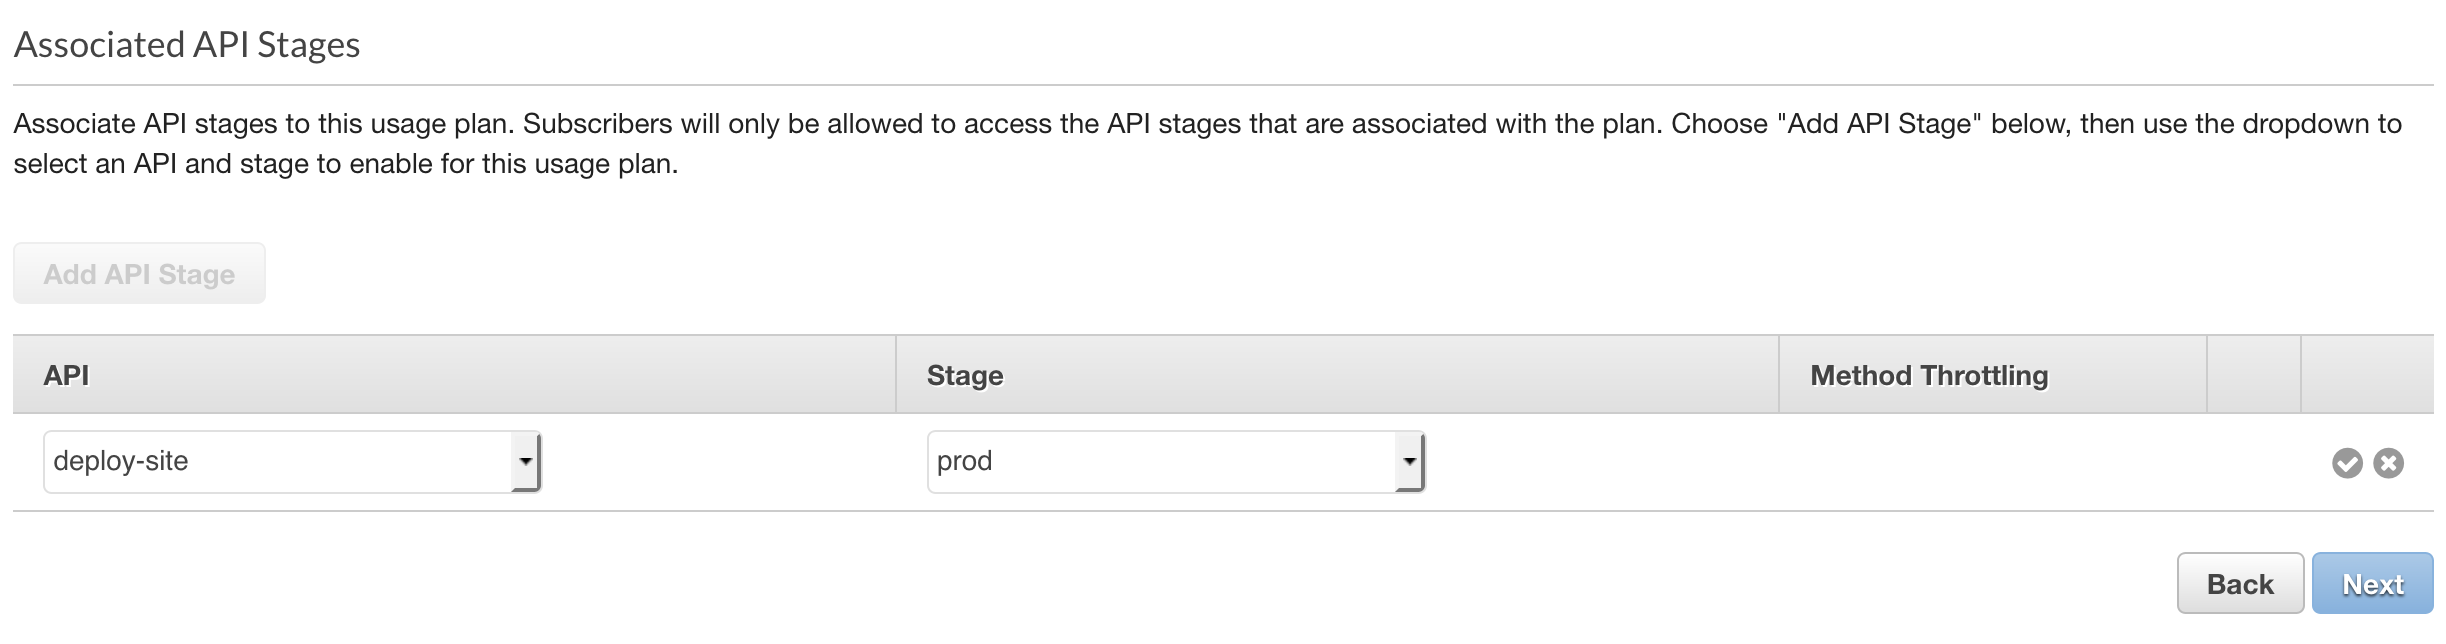 Associated API Stages
Associate API stages to this usage plan. Subscribers will only be allowed to access the API stages that are associated with the plan. Choose "Add API Stage" below, then use the dropdown to
select an API and stage to enable for this usage plan.
Add API Stage
API Stage Method Throttling
deploy-site prod
Back Next